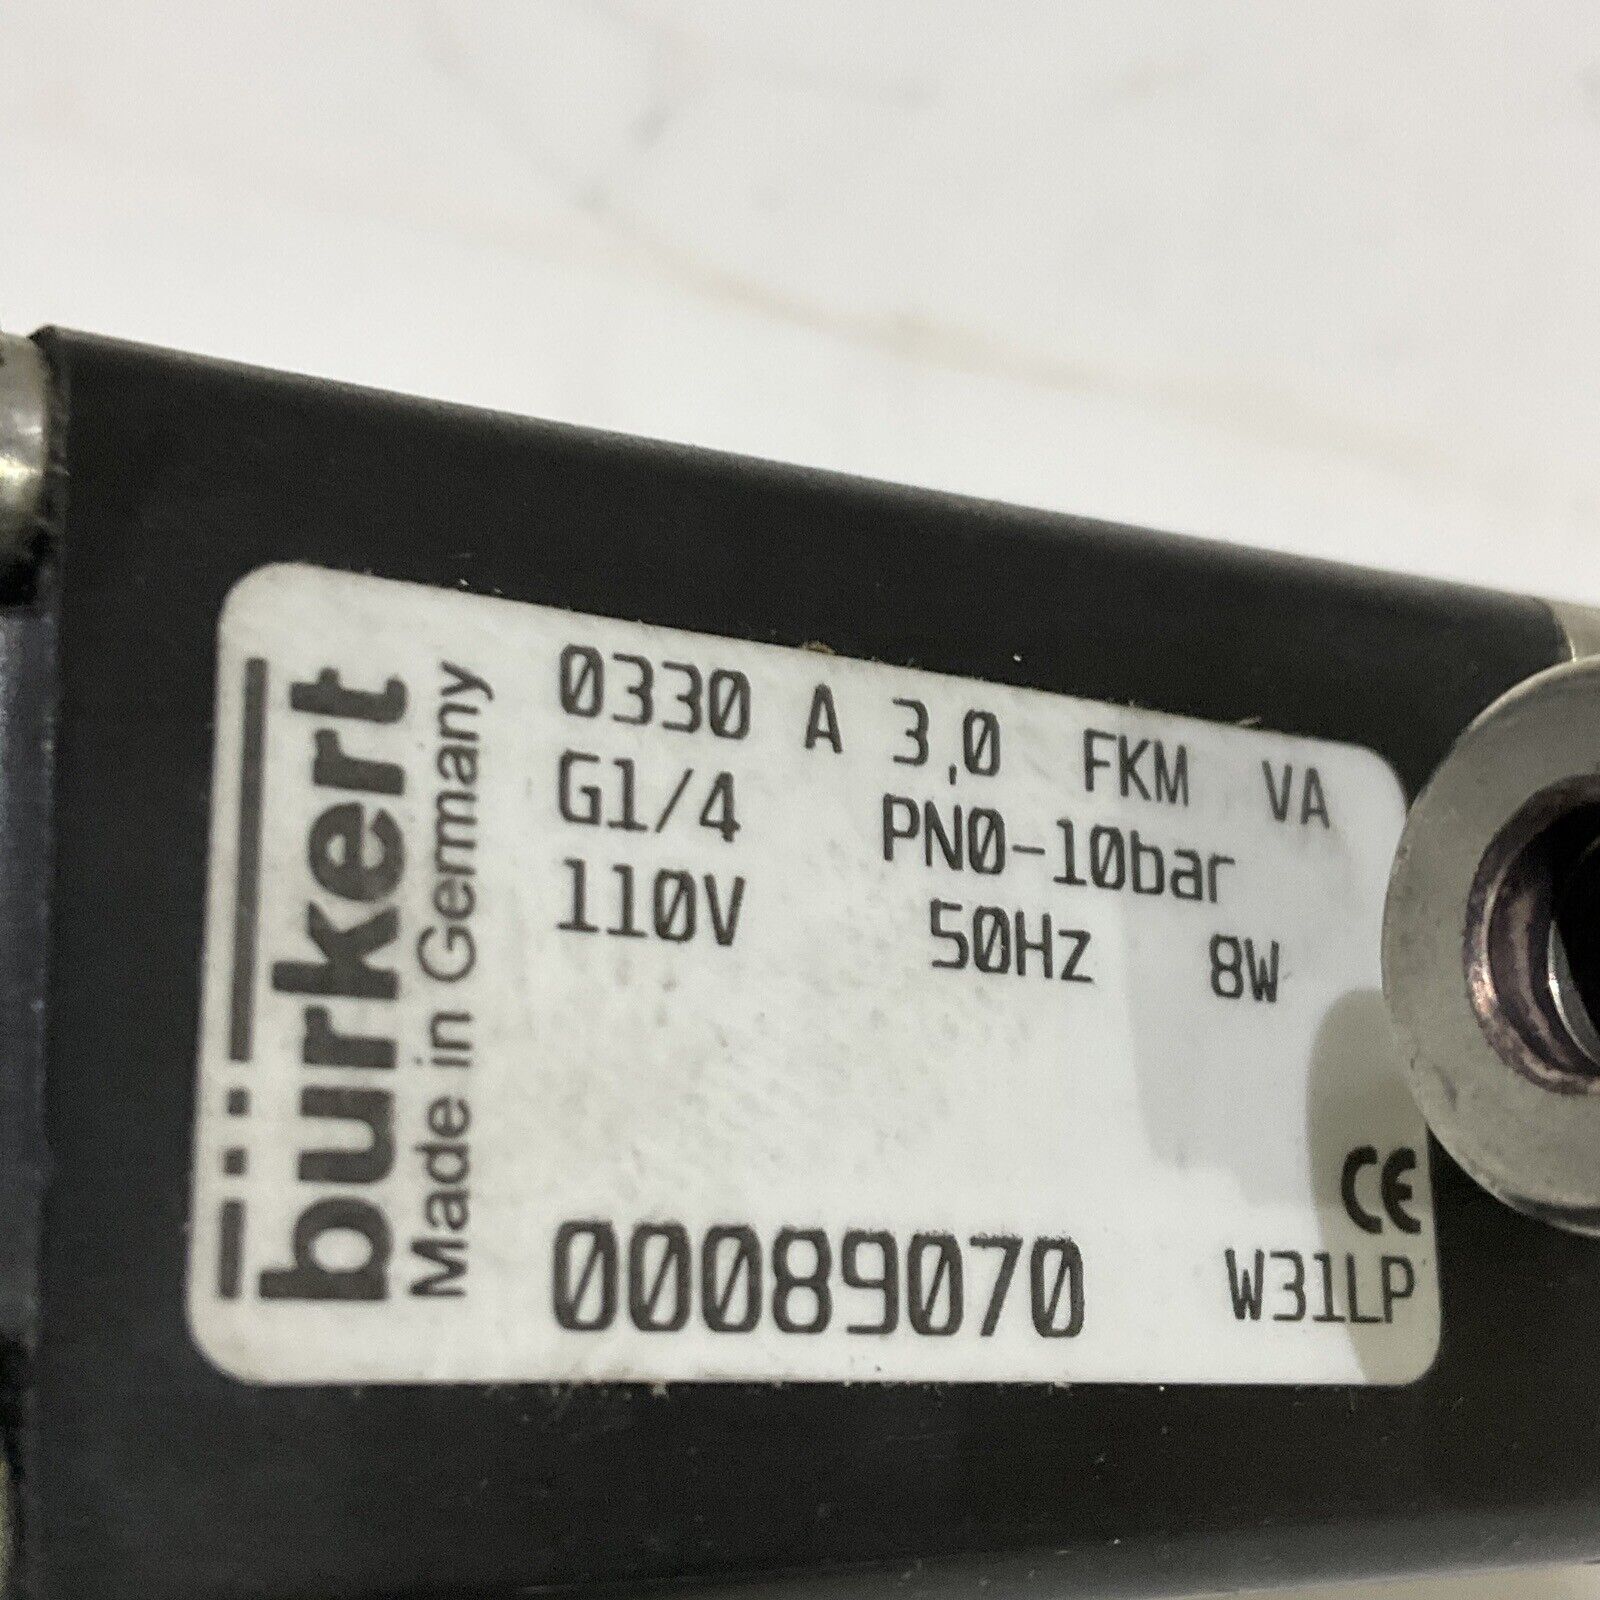 bürkert
Made in Germany
0330 A 3,0 FKM VA
G1/4 PN0-10bar
110V 50Hz 8W
CE
00089070 W31LP